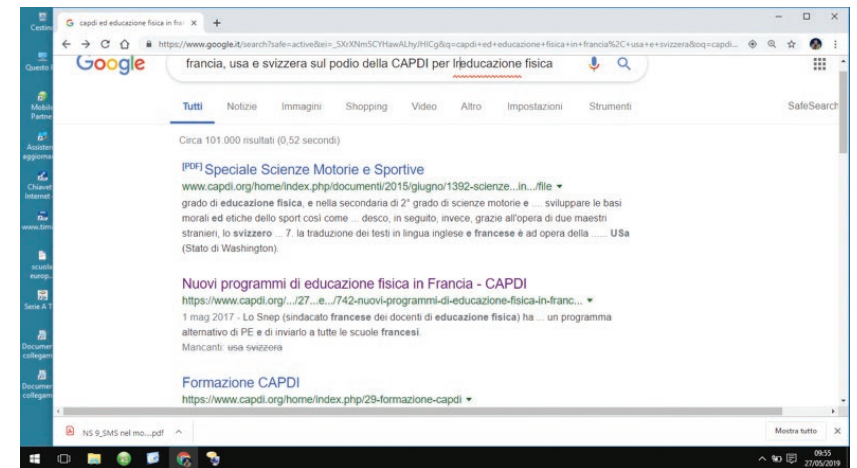 Cestino
capdi ed educazione fisica in fra
https://www.google.it/search?safe=active&ei=_SXrXNm5CYHwaALhyJHICg&q=capdi+ed+educazione+fisica+in+francia%2C+usa+e+svizzera&oq=capdi...
Google
francia, usa e svizzera sul podio della CAPDI per l'educazione fisica
Questo
Mobile
Partne
Tutti Notizie Immagini Shopping Video Altro Impostazioni Strumenti
SafeSearch
Circa 101.000 risultati (0,52 secondi)
Assisten
aggiorna
[PDF] Speciale Scienze Motorie e Sportive
www.capdi.org/home/index.php/documenti/2015/giugno/1392-scienze...in.../file
grado di educazione fisica, e nella secondaria di 2° grado di scienze motorie e .... sviluppare le basi
morali ed etiche dello sport così come ... desco, in seguito, invece, grazie all'opera di due maestri
stranieri, lo svizzero ... 7. la traduzione dei testi in lingua inglese e francese è ad opera della ...... USa
(Stato di Washington).
Chiavet
Internet
www.tim
scuola
europ...
Nuovi programmi di educazione fisica in Francia - CAPDI
https://www.capdi.org/.../27...e.../742-nuovi-programmi-di-educazione-fisica-in-franc...
1 mag 2017 - Lo Snep (sindacato francese dei docenti di educazione fisica) ha ... un programma
alternativo di PE e di inviarlo a tutte le scuole francesi.
Mancanti: usa svizzera
Serie A T
Documen
collegam
Formazione CAPDI
https://www.capdi.org/home/index.php/29-formazione-capdi
Documen
collegam
NS 9_SMS nel mo....pdf
Mostra tutto
09:55
27/05/2019